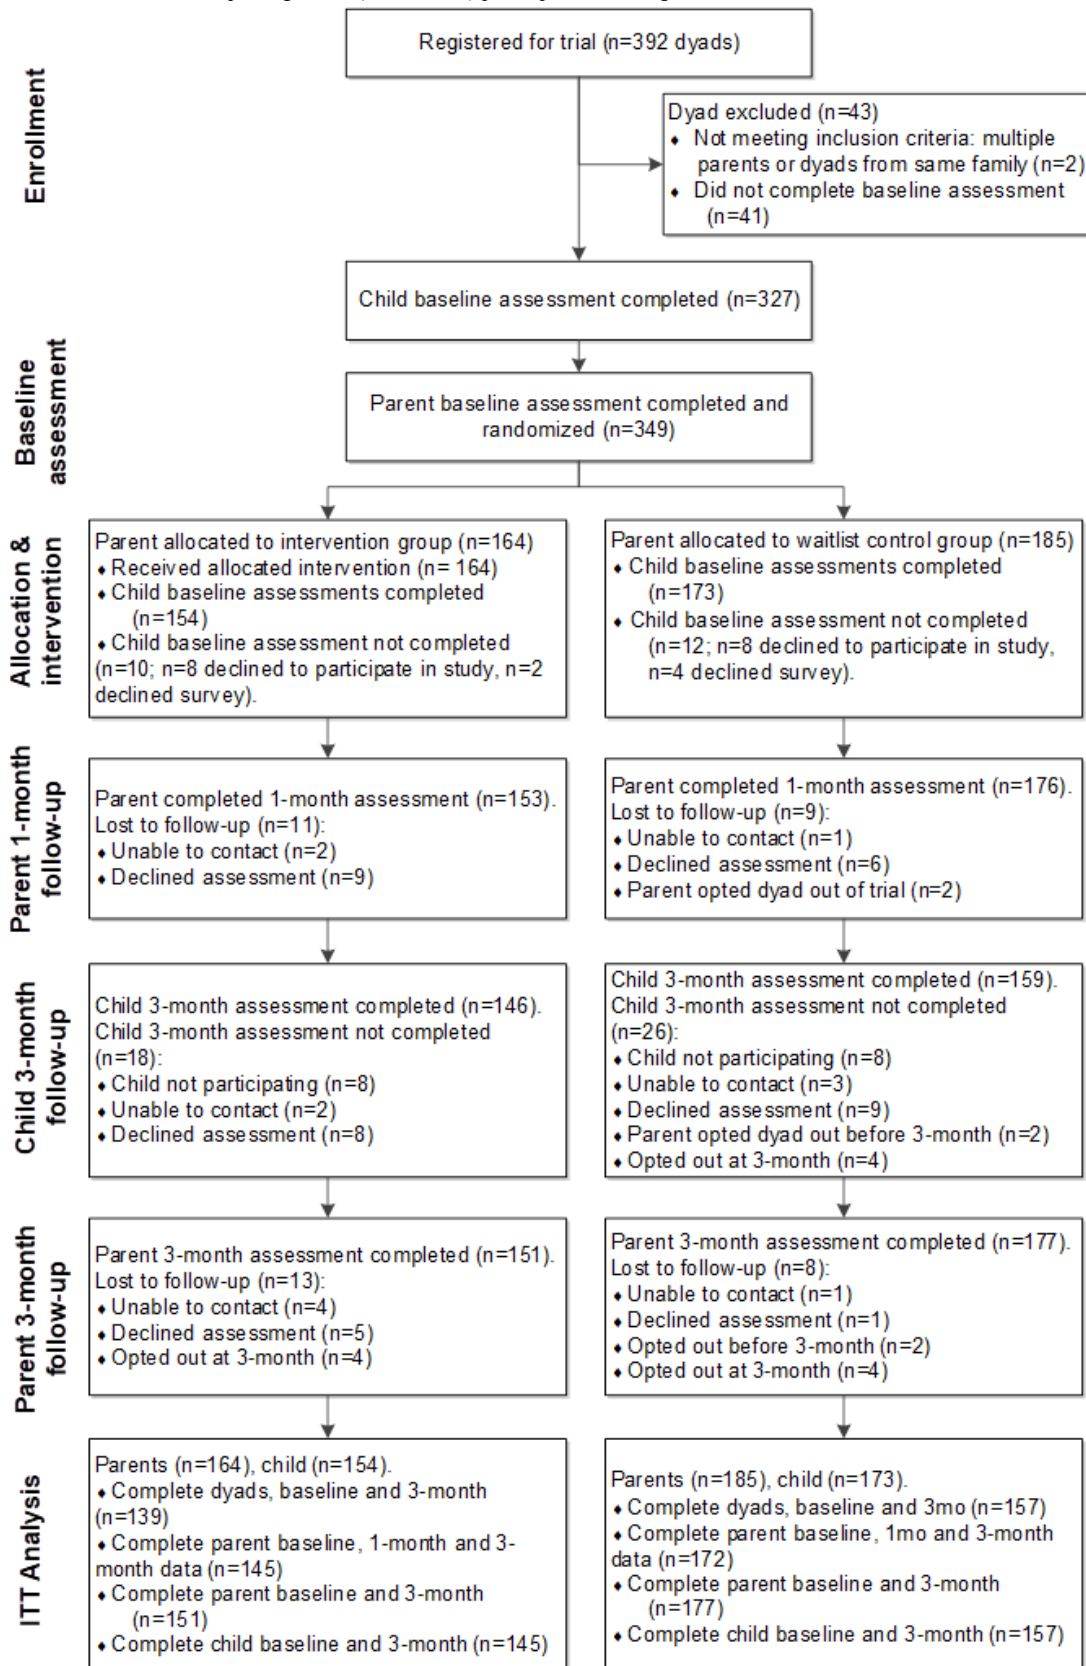 Registered for trial (n=392 dyads)
Enrollment
Dyad excluded (n=43)
♦ Not meeting inclusion criteria: multiple
parents or dyads from same family (n=2)
♦ Did not complete baseline assessment
(n=41)
Child baseline assessment completed (n=327)
Baseline
assessment
Parent baseline assessment completed and
randomized (n=349)
Allocation &
intervention
Parent allocated to intervention group (n=164)
♦ Received allocated intervention (n= 164)
♦ Child baseline assessments completed
(n=154)
♦ Child baseline assessment not completed
(n=10; n=8 declined to participate in study, n=2
declined survey).
Parent allocated to waitlist control group (n=185)
♦ Child baseline assessments completed
(n=173)
♦ Child baseline assessment not completed
(n=12; n=8 declined to participate in study,
n=4 declined survey).
Parent 1-month
follow-up
Parent completed 1-month assessment (n=153).
Lost to follow-up (n=11):
♦ Unable to contact (n=2)
♦ Declined assessment (n=9)
Parent completed 1-month assessment (n=176).
Lost to follow-up (n=9):
♦ Unable to contact (n=1)
♦ Declined assessment (n=6)
♦ Parent opted dyad out of trial (n=2)
Child 3-month
follow-up
Child 3-month assessment completed (n=146).
Child 3-month assessment not completed
(n=18):
♦ Child not participating (n=8)
♦ Unable to contact (n=2)
♦ Declined assessment (n=8)
Child 3-month assessment completed (n=159).
Child 3-month assessment not completed
(n=26):
♦ Child not participating (n=8)
♦ Unable to contact (n=3)
♦ Declined assessment (n=9)
♦ Parent opted dyad out before 3-month (n=2)
♦ Opted out at 3-month (n=4)
Parent 3-month
follow-up
Parent 3-month assessment completed (n=151).
Lost to follow-up (n=13):
♦ Unable to contact (n=4)
♦ Declined assessment (n=5)
♦ Opted out at 3-month (n=4)
Parent 3-month assessment completed (n=177).
Lost to follow-up (n=8):
♦ Unable to contact (n=1)
♦ Declined assessment (n=1)
♦ Opted out before 3-month (n=2)
♦ Opted out at 3-month (n=4)
ITT Analysis
Parents (n=164), child (n=154).
♦ Complete dyads, baseline and 3-month
(n=139)
♦ Complete parent baseline, 1-month and 3-
month data (n=145)
♦ Complete parent baseline and 3-month
(n=151)
♦ Complete child baseline and 3-month (n=145)
Parents (n=185), child (n=173).
♦ Complete dyads, baseline and 3mo (n=157)
♦ Complete parent baseline, 1mo and 3-month
data (n=172)
♦ Complete parent baseline and 3-month
(n=177)
♦ Complete child baseline and 3-month (n=157)